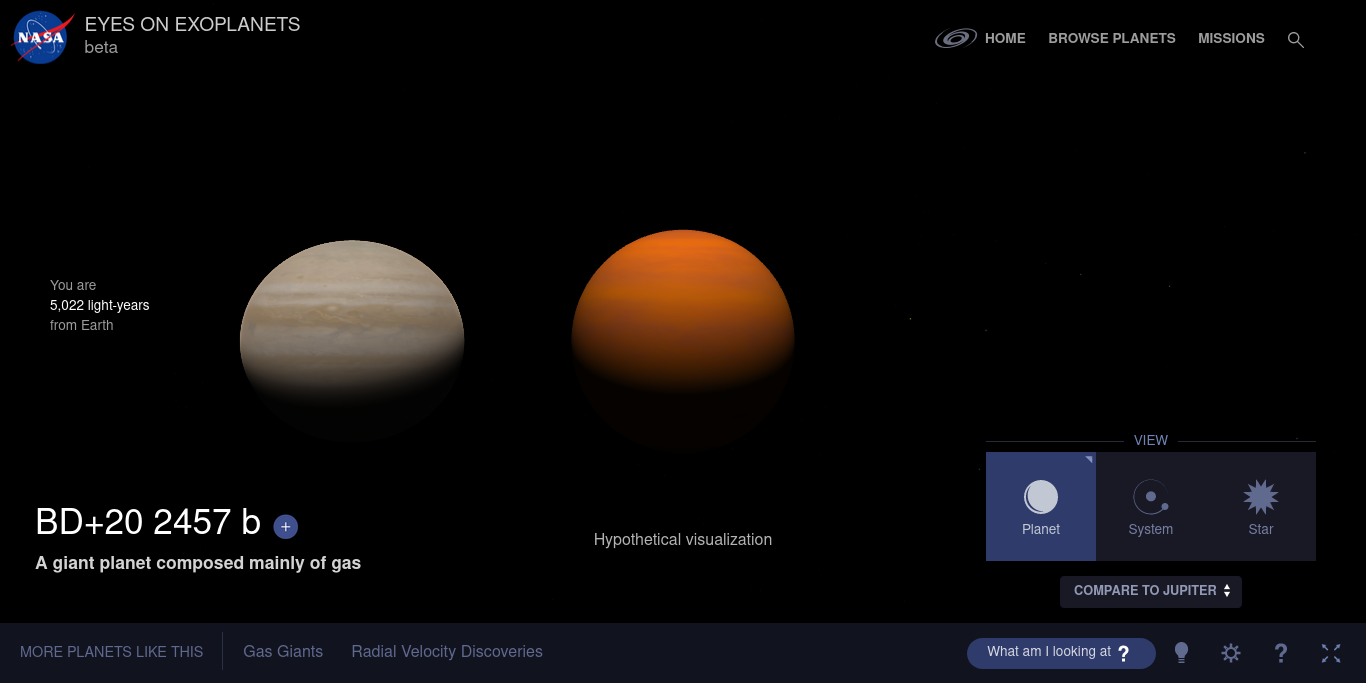 NASA
EYES ON EXOPLANETS
beta
HOME
BROWSE PLANETS
MISSIONS
You are
5,022 light-years
from Earth
VIEW
Planet
System
Star
BD+20 2457 b +
A giant planet composed mainly of gas
Hypothetical visualization
COMPARE TO JUPITER
MORE PLANETS LIKE THIS
Gas Giants
Radial Velocity Discoveries
What am I looking at ?
?